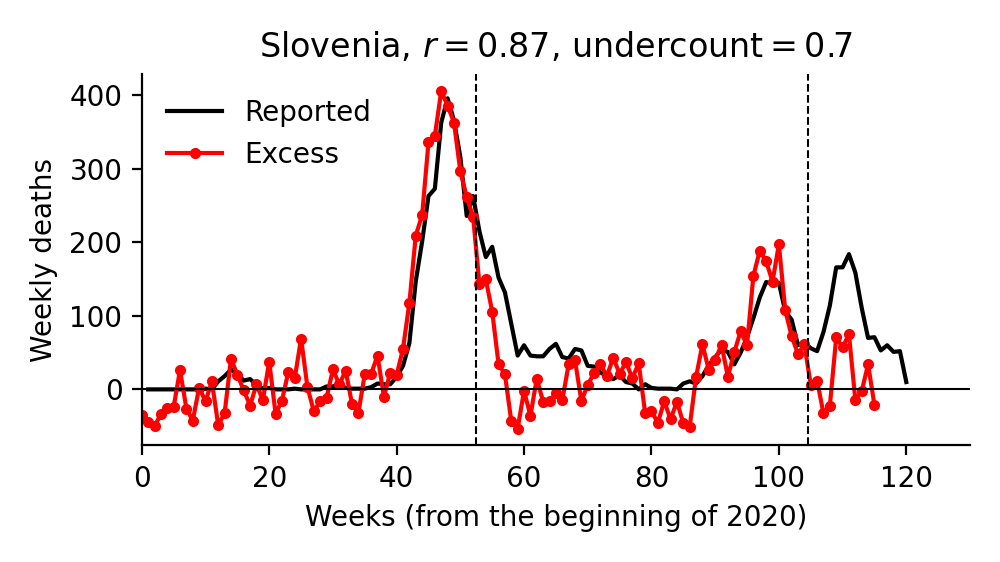 Slovenia, r = 0.87, undercount = 0.7
Reported
Excess
Weekly deaths
400
300
200
100
0
0 20 40 60 80 100 120
Weeks (from the beginning of 2020)